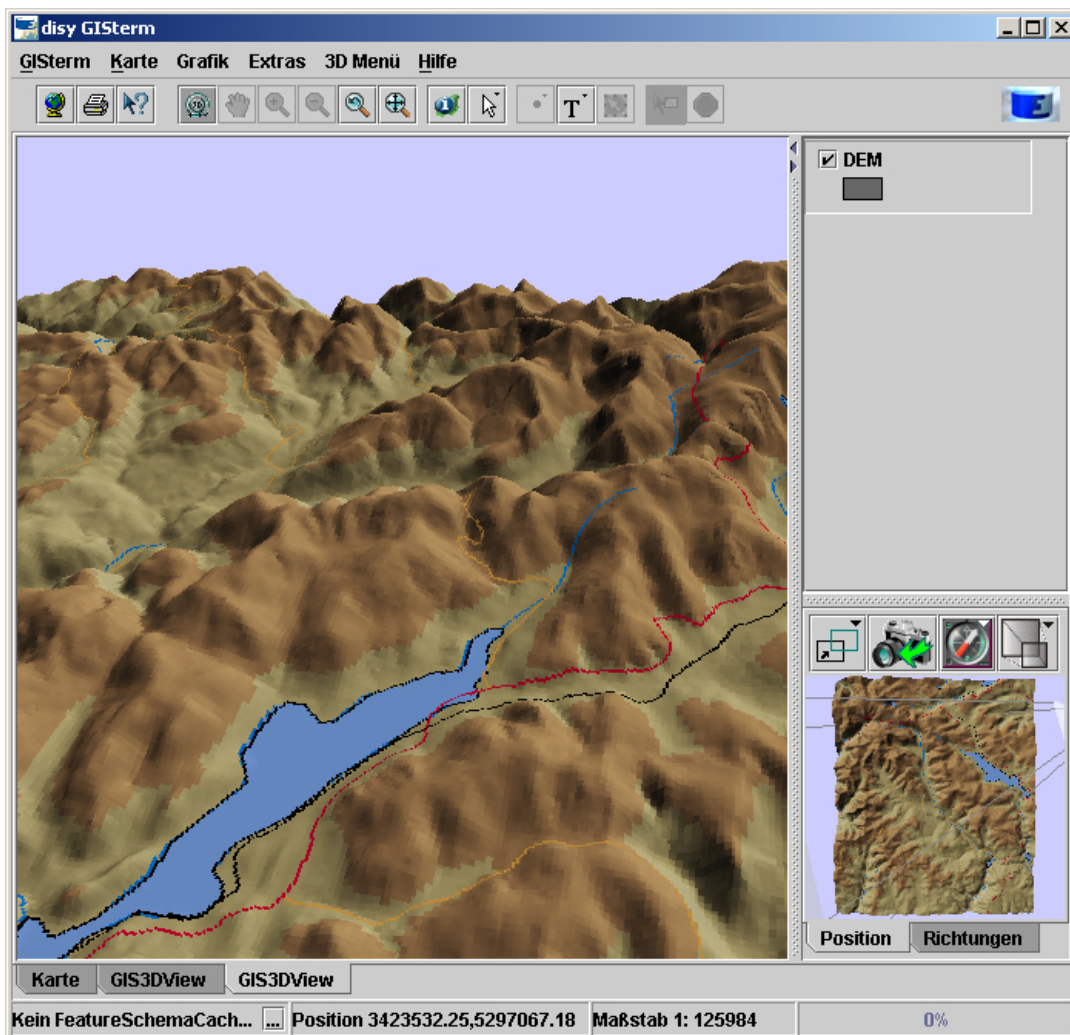 disy GISterm
GISterm Karte Grafik Extras 3D Menü Hilfe
2D ? i T
DEM
Position Richtungen
Karte GIS3DView GIS3DView
Kein FeatureSchemaCach... ... Position 3423532.25,5297067.18 Maßstab 1: 125984 0%